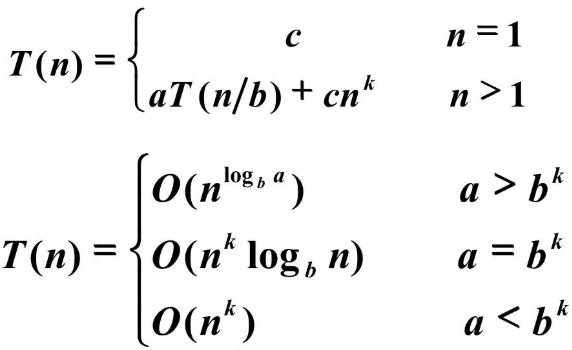 T(n) = { c n = 1
aT(n/b) + cn^k n > 1
T(n) = { O(n^{log_b a}) a > b^k
O(n^k log_b n) a = b^k
O(n^k) a < b^k